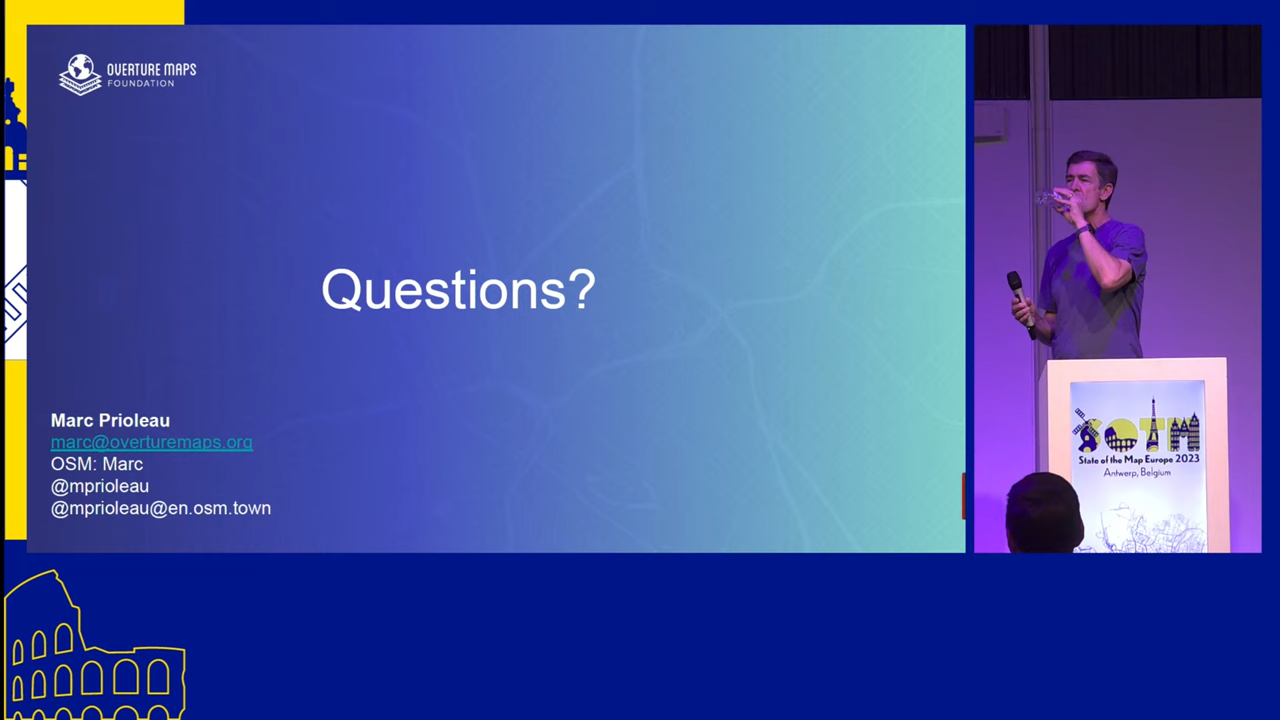 OVERTURE MAPS
FOUNDATION
Questions?
Marc Prioleau
marc@overturemaps.org
OSM: Marc
@mprioleau
@mprioleau@en.osm.town
SOTM
State of the Map Europe 2023
Antwerp, Belgium